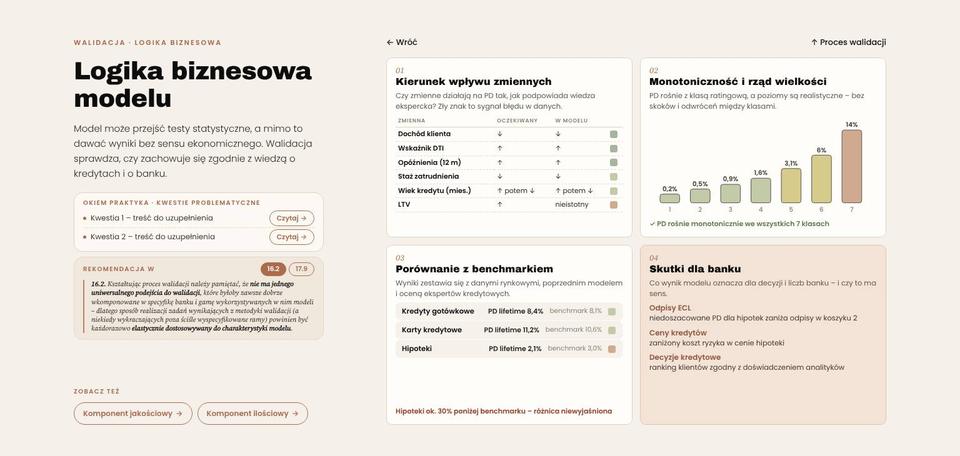 WALIDACJA · LOGIKA BIZNESOWA
Logika biznesowa
modelu
Model może przejść testy statystyczne, a mimo to
dawać wyniki bez sensu ekonomicznego. Walidacja
sprawdza, czy zachowuje się zgodnie z wiedzą o
kredytach i o banku.
OKIEM PRAKTYKA · KWESTIE PROBLEMATYCZNE
Kwestia 1 – treść do uzupełnienia Czytaj →
Kwestia 2 – treść do uzupełnienia Czytaj →
REKOMENDACJA W 16.2 17.9
16.2. Kształtując proces walidacji należy pamiętać, że nie ma jednego
uniwersalnego podejścia do walidacji, które byłoby zawsze dobrze
wkomponowane w specyfikę banku i gamę wykorzystywanych w nim modeli
– dlatego sposób realizacji zadań wynikających z metodyki walidacji (a
niekiedy wykraczających poza ściśle wyspecyfikowane ramy) powinien być
każdorazowo elastycznie dostosowywany do charakterystyki modelu.
ZOBACZ TEŻ
Komponent jakościowy → Komponent ilościowy →
← Wróć ↑ Proces walidacji
01
Kierunek wpływu zmiennych
Czy zmienne działają na PD tak, jak podpowiada wiedza
ekspercka? Zły znak to sygnał błędu w danych.
ZMIENNA OCZEKIWANY W MODELU
Dochód klienta ↓ ↓
Wskaźnik DTI ↑ ↑
Opóźnienia (12 m) ↑ ↑
Staż zatrudnienia ↓ ↓
Wiek kredytu (mies.) ↑ potem ↓ ↑ potem ↓
LTV ↑ nieistotny
02
Monotoniczność i rząd wielkości
PD rośnie z klasą ratingową, a poziomy są realistyczne – bez
skoków i odwróceń między klasami.
0,2% 0,5% 0,9% 1,6% 3,1% 6% 14%
1 2 3 4 5 6 7
✓ PD rośnie monotonicznie we wszystkich 7 klasach
03
Porównanie z benchmarkiem
Wyniki zestawia się z danymi rynkowymi, poprzednim modelem
i oceną ekspertów kredytowych.
Kredyty gotówkowe PD lifetime 8,4% benchmark 8,1%
Karty kredytowe PD lifetime 11,2% benchmark 10,6%
Hipoteki PD lifetime 2,1% benchmark 3,0%
Hipoteki ok. 30% poniżej benchmarku – różnica niewyjaśniona
04
Skutki dla banku
Co wynik modelu oznacza dla decyzji i liczb banku – i czy to ma
sens.
Odpisy ECL
niedoszacowane PD dla hipotek zaniża odpisy w koszyku 2
Ceny kredytów
zaniżony koszt ryzyka w cenie hipoteki
Decyzje kredytowe
ranking klientów zgodny z doświadczeniem analityków